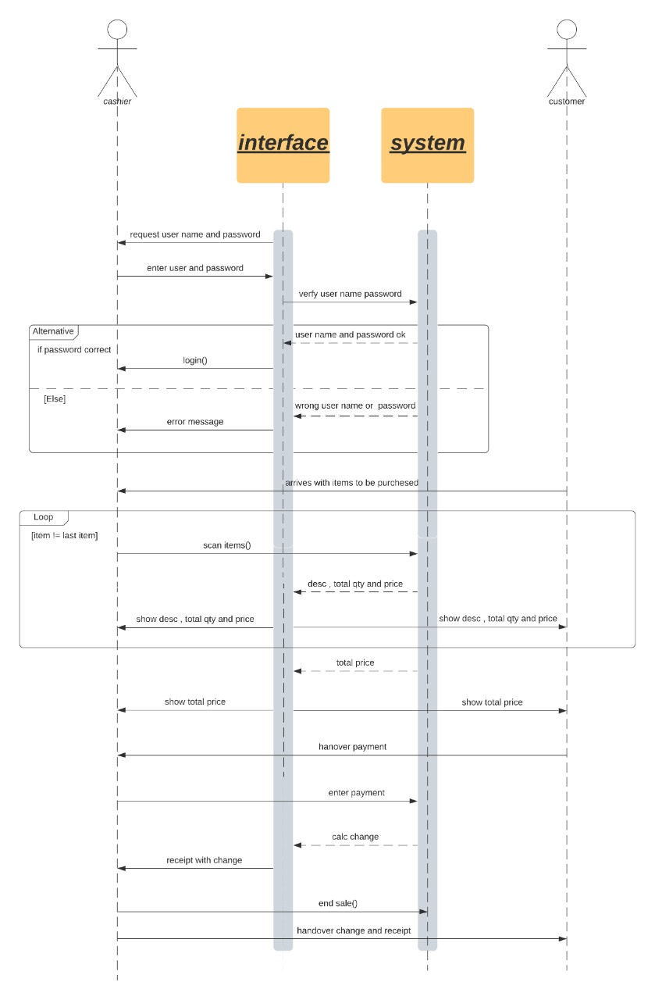 cashier
customer
interface
system
request user name and password
enter user and password
verfy user name password
Alternative
user name and password ok
if password correct
login()
[Else]
wrong user name or password
error message
arrives with items to be purchesed
Loop
[item != last item]
scan items()
desc , total qty and price
show desc , total qty and price
show desc , total qty and price
total price
show total price
show total price
hanover payment
enter payment
calc change
receipt with change
end sale()
handover change and receipt